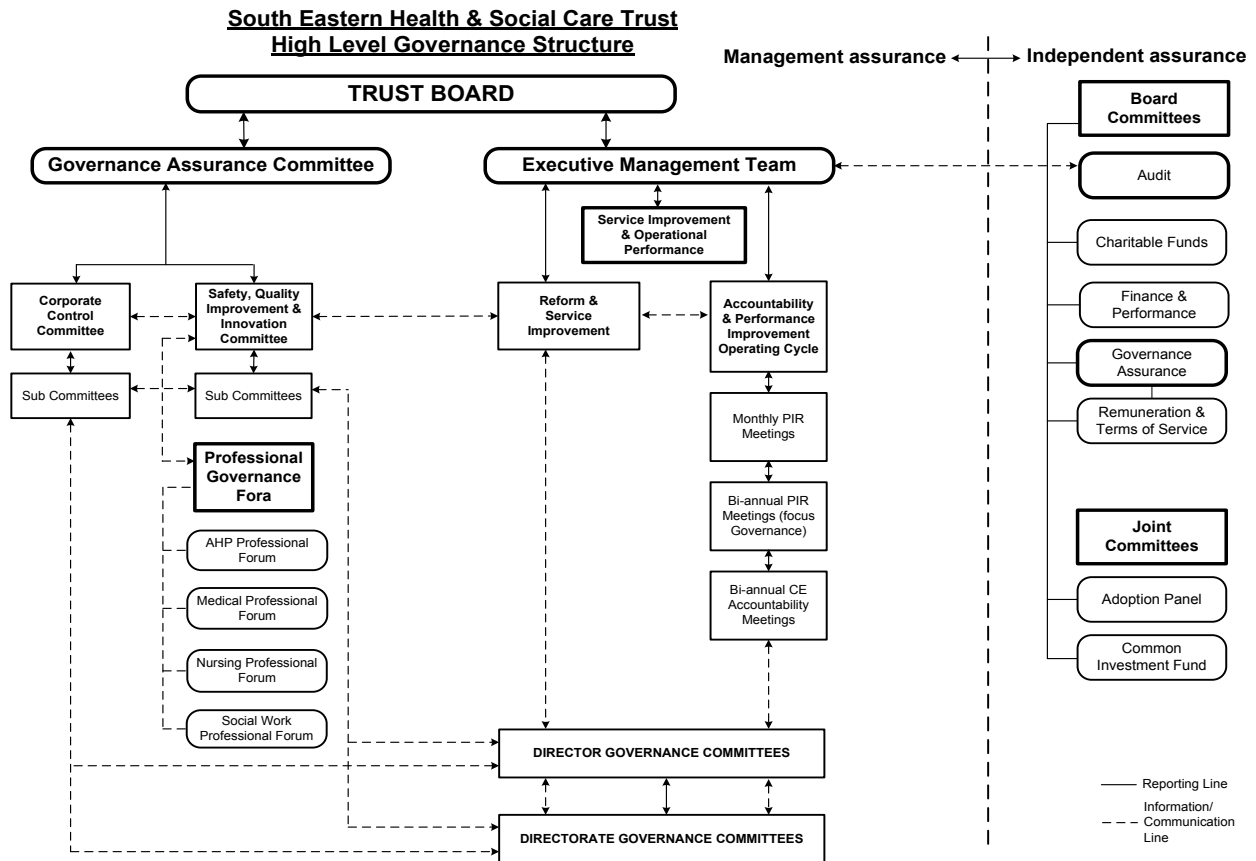 South Eastern Health & Social Care Trust
High Level Governance Structure
Management assurance
Independent assurance
TRUST BOARD
Governance Assurance Committee
Executive Management Team
Service Improvement
& Operational
Performance
Corporate
Control
Committee
Safety, Quality
Improvement &
Innovation
Committee
Reform &
Service
Improvement
Accountability
& Performance
Improvement
Operating Cycle
Sub Committees
Sub Committees
Monthly PIR
Meetings
Professional
Governance
Fora
Bi-annual PIR
Meetings (focus
Governance)
AHP Professional
Forum
Bi-annual CE
Accountability
Meetings
Medical Professional
Forum
Nursing Professional
Forum
Social Work
Professional Forum
DIRECTOR GOVERNANCE COMMITTEES
DIRECTORATE GOVERNANCE COMMITTEES
Board
Committees
Audit
Charitable Funds
Finance &
Performance
Governance
Assurance
Remuneration &
Terms of Service
Joint
Committees
Adoption Panel
Common
Investment Fund
Reporting Line
Information/
Communication
Line